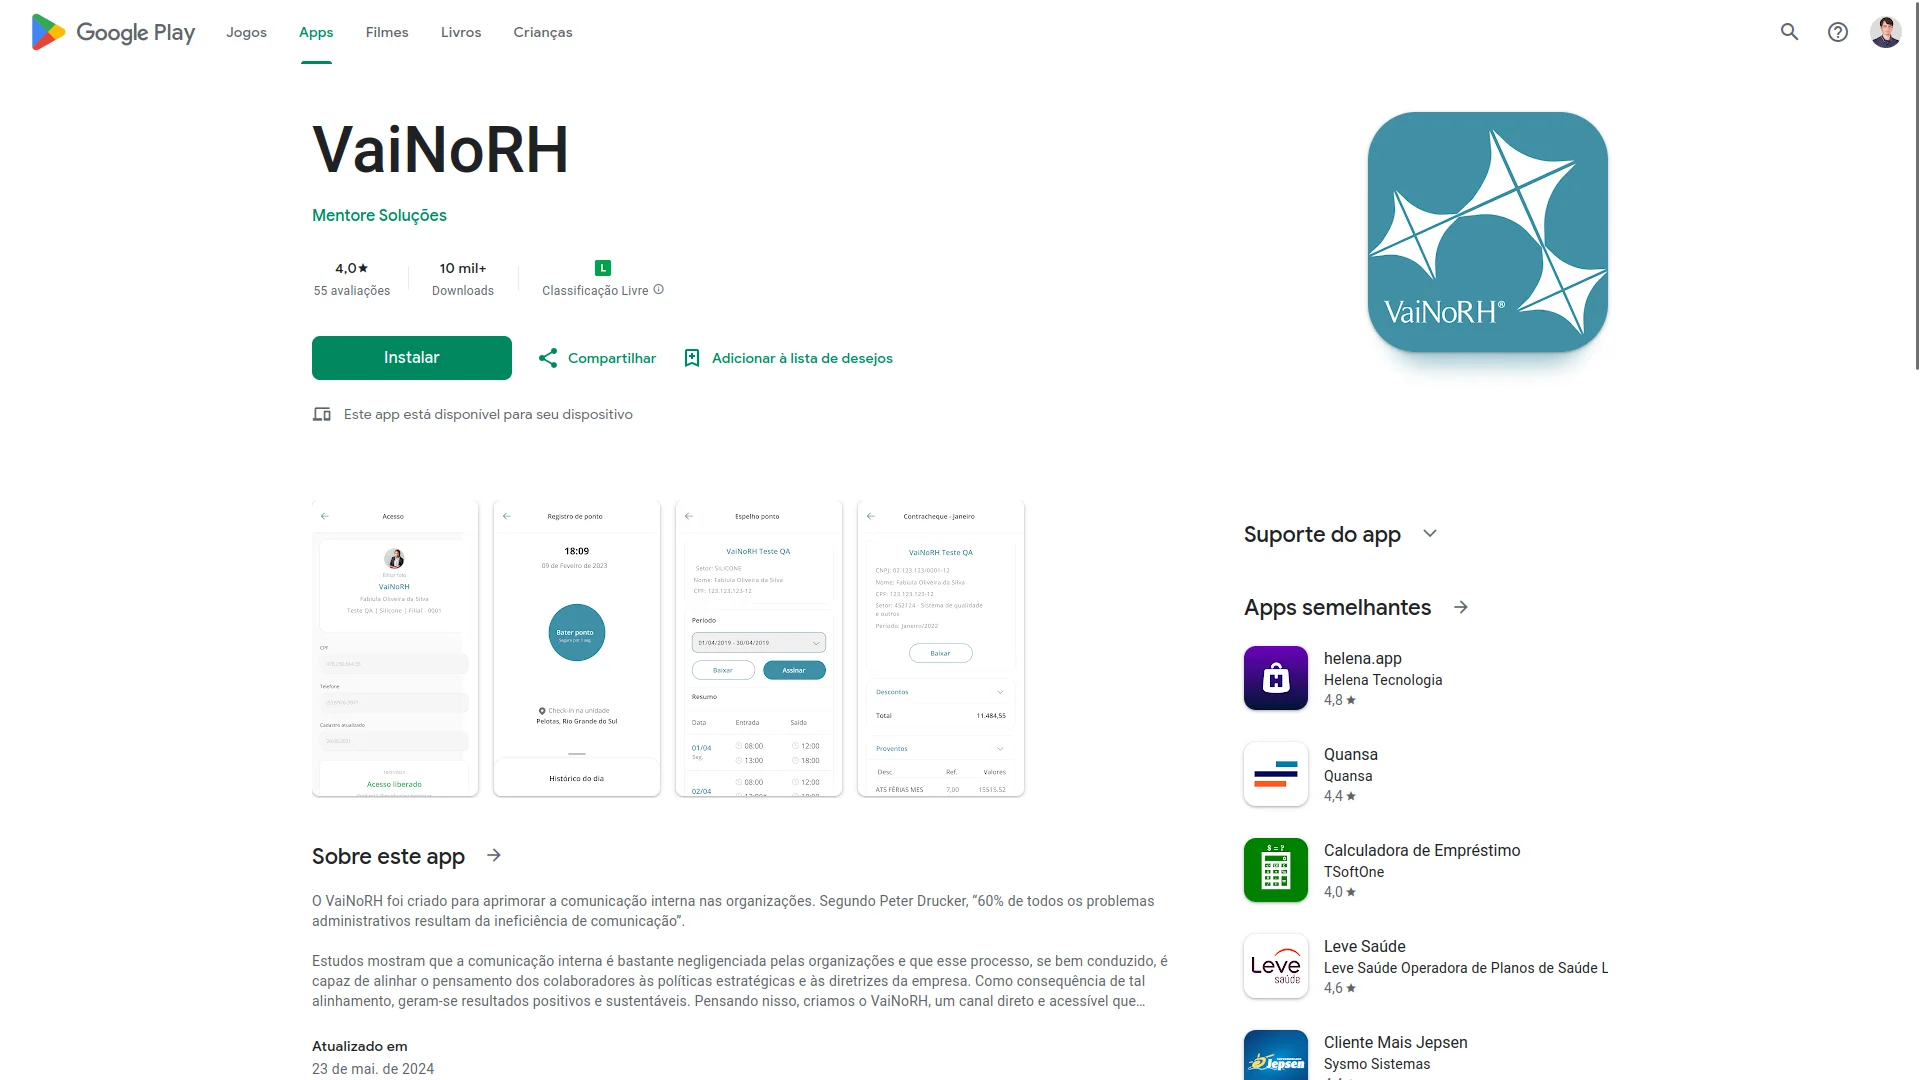 Google Play
Jogos
Apps
Filmes
Livros
Crianças
VaiNoRH
Mentore Soluções
4,0★
55 avaliações
10 mil+
Downloads
L
Classificação Livre
Instalar
Compartilhar
Adicionar à lista de desejos
Este app está disponível para seu dispositivo
VaiNoRH®
Acesso
VaiNoRH
Fabiula Oliveira da Silva
Teste QA | Silicone | Filial - 0001
CPF
Telefone
Cadastro atualizado
Acesso liberado
Registro de ponto
18:09
09 de Feveiro de 2023
Bater ponto
Segure por 1 seg.
Check-in na unidade
Pelotas, Rio Grande do Sul
Histórico do dia
Espelho ponto
VaiNoRH Teste QA
Setor: SILICONE
Nome: Fabiula Oliveira da Silva
CPF: 123.123.123-12
Período
01/04/2019 - 30/04/2019
Baixar
Assinar
Resumo
Data Entrada Saída
01/04 08:00 12:00
Seg. 13:00 18:00
08:00 12:00
02/04
Contracheque - Janeiro
VaiNoRH Teste QA
CNPJ: 02.123.123/0001-12
Nome: Fabiula Oliveira da Silva
CPF: 123.123.123-12
Setor: 452124 - Sistema de qualidade
e outros
Período: Janeiro/2022
Baixar
Descontos
Total 11.484,55
Proventos
Desc. Ref. Valores
ATS FÉRIAS MES 7,00 15515.52
Suporte do app
Apps semelhantes
helena.app
Helena Tecnologia
4,8★
Quansa
Quansa
4,4★
$ = ?
Calculadora de Empréstimo
TSoftOne
4,0★
Leve
saúde
Leve Saúde
Leve Saúde Operadora de Planos de Saúde L
4,6★
Jepsen
Cliente Mais Jepsen
Sysmo Sistemas
Sobre este app
O VaiNoRH foi criado para aprimorar a comunicação interna nas organizações. Segundo Peter Drucker, “60% de todos os problemas
administrativos resultam da ineficiência de comunicação”.
Estudos mostram que a comunicação interna é bastante negligenciada pelas organizações e que esse processo, se bem conduzido, é
capaz de alinhar o pensamento dos colaboradores às políticas estratégicas e às diretrizes da empresa. Como consequência de tal
alinhamento, geram-se resultados positivos e sustentáveis. Pensando nisso, criamos o VaiNoRH, um canal direto e acessível que…
Atualizado em
23 de mai. de 2024